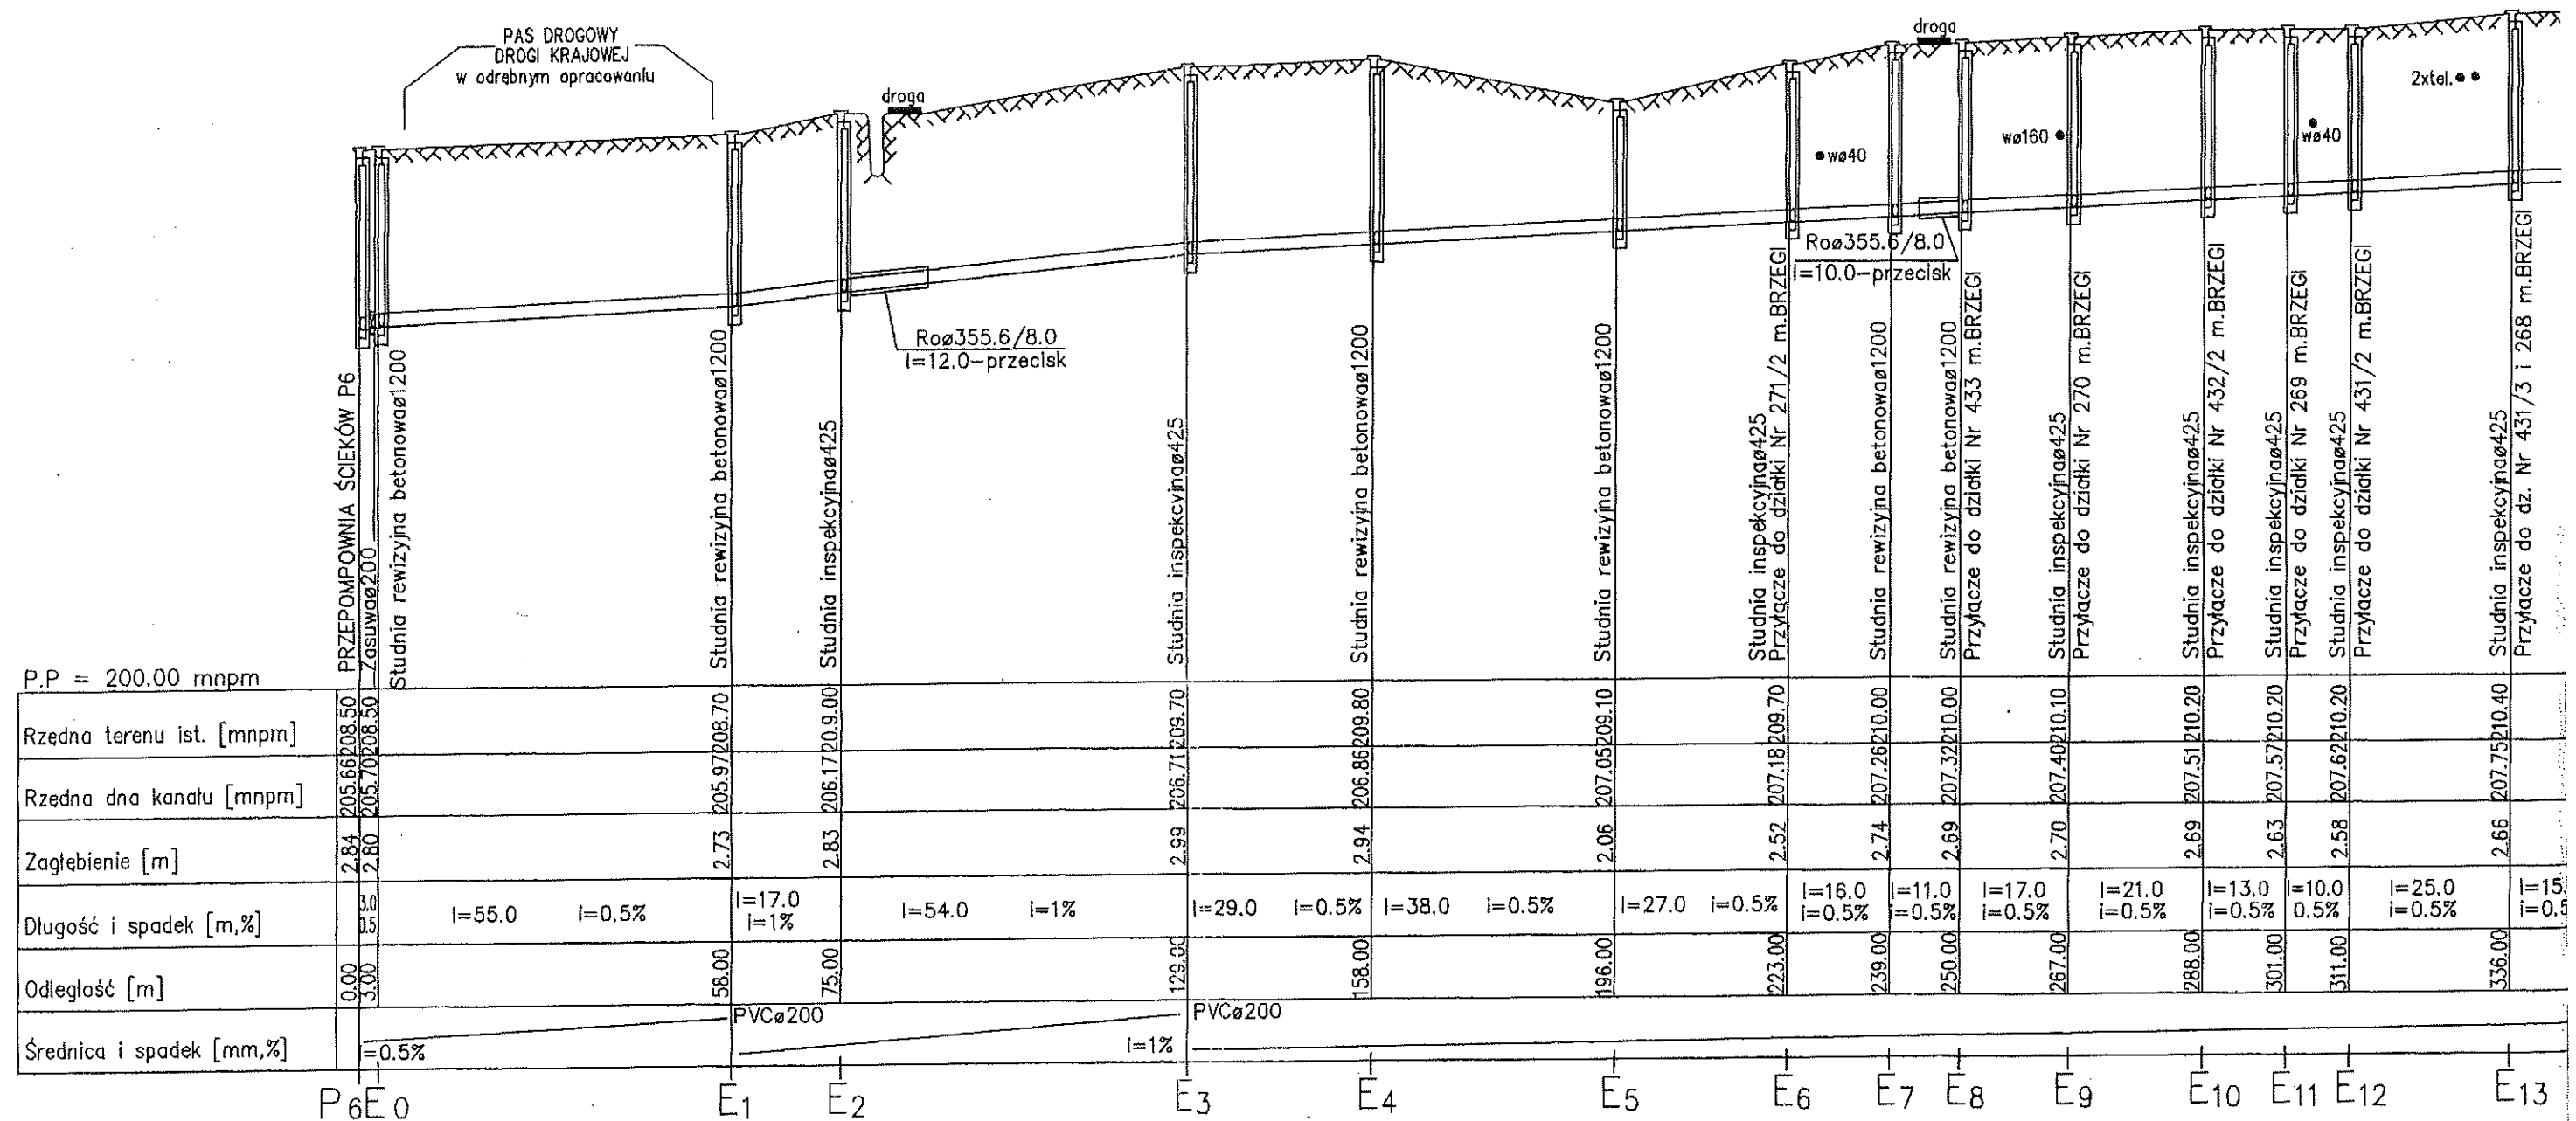 PAS DROGOWY
DROGI KRAJOWEJ
w odrębnym opracowaniu
droga
droga
2xtel.
wø160
wø40
wø40
Roø355.6/8.0
l=10.0-przecisk
Roø355.6/8.0
l=12.0-przecisk
PRZEPOMPOWNIA ŚCIEKÓW P6
Zasuwaø200
Studnia rewizyjna betonowaø1200
Studnia rewizyjna betonowaø1200
Studnia inspekcyjnaø425
Studnia inspekcyjnaø425
Studnia rewizyjna betonowaø1200
Studnia rewizyjna betonowaø1200
Studnia inspekcyjnaø425
Przyłącze do działki Nr 271/2 m.BRZEGI
Studnia rewizyjna betonowaø1200
Studnia rewizyjna betonowaø1200
Przyłącze do działki Nr 433 m.BRZEGI
Studnia inspekcyjnaø425
Przyłącze do działki Nr 270 m.BRZEGI
Studnia inspekcyjnaø425
Przyłącze do działki Nr 432/2 m.BRZEGI
Studnia inspekcyjnaø425
Przyłącze do działki Nr 269 m.BRZEGI
Studnia inspekcyjnaø425
Przyłącze do działki Nr 431/2 m.BRZEGI
Studnia inspekcyjnaø425
Przyłącze do dz. Nr 431/3 i 268 m.BRZEGI
P.P = 200.00 mnpm
Rzędna terenu ist. [mnpm] 208.50 208.50 208.70 209.00 209.70 209.80 209.10 209.70 210.00 210.00 210.10 210.20 210.20 210.20 210.40
Rzędna dna kanału [mnpm] 205.66 205.70 205.97 206.17 206.71 206.86 207.05 207.18 207.26 207.32 207.40 207.51 207.57 207.62 207.75
Zagłębienie [m] 2.84 2.80 2.73 2.83 2.99 2.94 2.06 2.52 2.74 2.69 2.70 2.69 2.63 2.58 2.66
Długość i spadek [m,%]
3.0
0.5
l=55.0 i=0.5%
l=17.0
i=1%
l=54.0 i=1%
l=29.0 i=0.5%
l=38.0 i=0.5%
l=27.0 i=0.5%
l=16.0
i=0.5%
l=11.0
i=0.5%
l=17.0
i=0.5%
l=21.0
i=0.5%
l=13.0
i=0.5%
l=10.0
0.5%
l=25.0
i=0.5%
l=15.
i=0.5
Odległość [m] 0.00 3.00 58.00 75.00 129.00 158.00 196.00 223.00 239.00 250.00 267.00 288.00 301.00 311.00 336.00
Średnica i spadek [mm,%]
i=0.5%
PVCø200
i=1%
PVCø200
P6 E0 E1 E2 E3 E4 E5 E6 E7 E8 E9 E10 E11 E12 E13